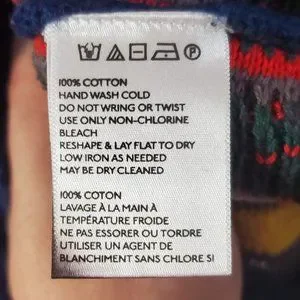 100% COTTON
HAND WASH COLD
DO NOT WRING OR TWIST
USE ONLY NON-CHLORINE
BLEACH
RESHAPE & LAY FLAT TO DRY
LOW IRON AS NEEDED
MAY BE DRY CLEANED
100% COTON
LAVAGE À LA MAIN À
TEMPÉRATURE FROIDE
NE PAS ESSORER OU TORDRE
UTILISER UN AGENT DE
BLANCHIMENT SANS CHLORE SI